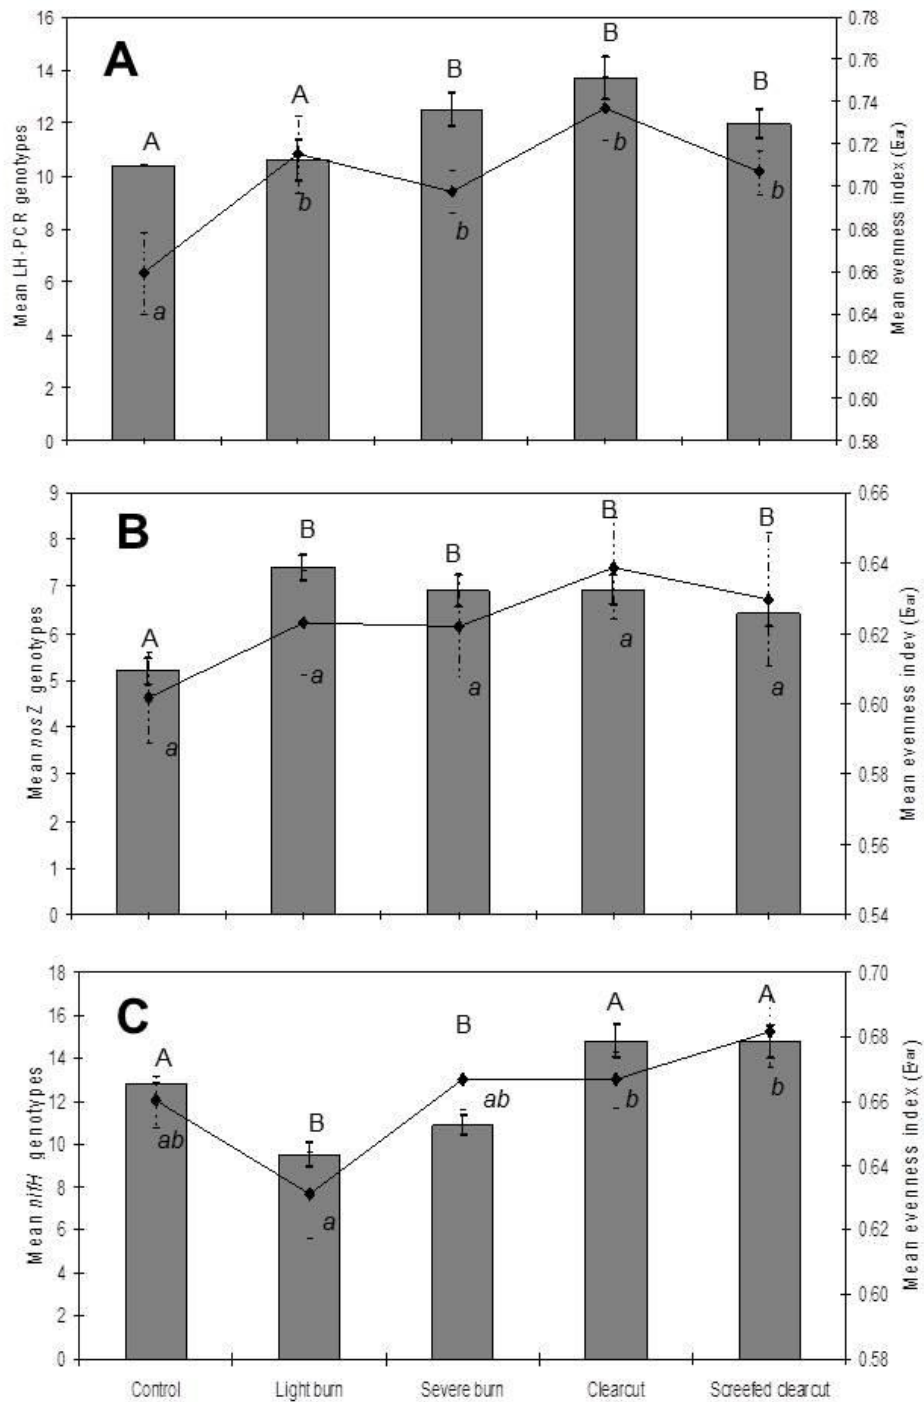 A
16
14
12
10
8
6
4
2
0
Mean LH-PCR genotypes
A
A
B
B
B
a
b
b
b
b
0.78
0.76
0.74
0.72
0.70
0.68
0.66
0.64
0.62
0.60
0.58
Mean evenness index (Evar)
B
9
8
7
6
5
4
3
2
1
0
Mean nosZ genotypes
A
B
B
B
B
a
a
a
a
a
0.66
0.64
0.62
0.60
0.58
0.56
0.54
Mean evenness indev (Evar)
C
18
16
14
12
10
8
6
4
2
0
Mean nifH genotypes
A
B
B
A
A
ab
a
ab
b
b
0.70
0.68
0.66
0.64
0.62
0.60
0.58
Mean evenness index (Evar)
Control Light burn Severe burn Clearcut Screefed clearcut